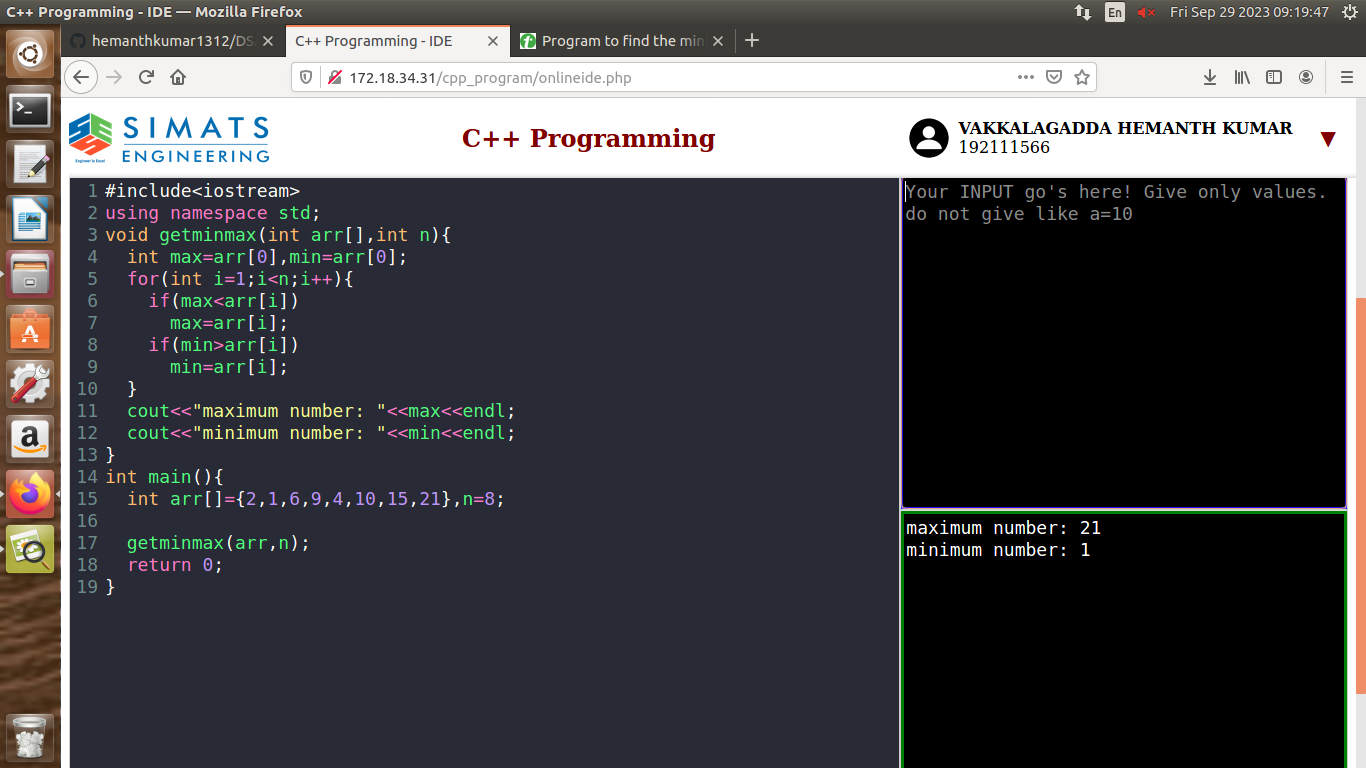 C++ Programming - IDE — Mozilla Firefox
En
Fri Sep 29 2023 09:19:47
hemanthkumar1312/DS
C++ Programming - IDE
Program to find the min
172.18.34.31/cpp_program/onlineide.php
SIMATS
ENGINEERING
Engineer to Excel
C++ Programming
VAKKALAGADDA HEMANTH KUMAR
192111566
1 #include<iostream>
2 using namespace std;
3 void getminmax(int arr[],int n){
4   int max=arr[0],min=arr[0];
5   for(int i=1;i<n;i++){
6     if(max<arr[i])
7       max=arr[i];
8     if(min>arr[i])
9       min=arr[i];
10   }
11   cout<<"maximum number: "<<max<<endl;
12   cout<<"minimum number: "<<min<<endl;
13 }
14 int main(){
15   int arr[]={2,1,6,9,4,10,15,21},n=8;
16
17   getminmax(arr,n);
18   return 0;
19 }
Your INPUT go's here! Give only values.
do not give like a=10
maximum number: 21
minimum number: 1